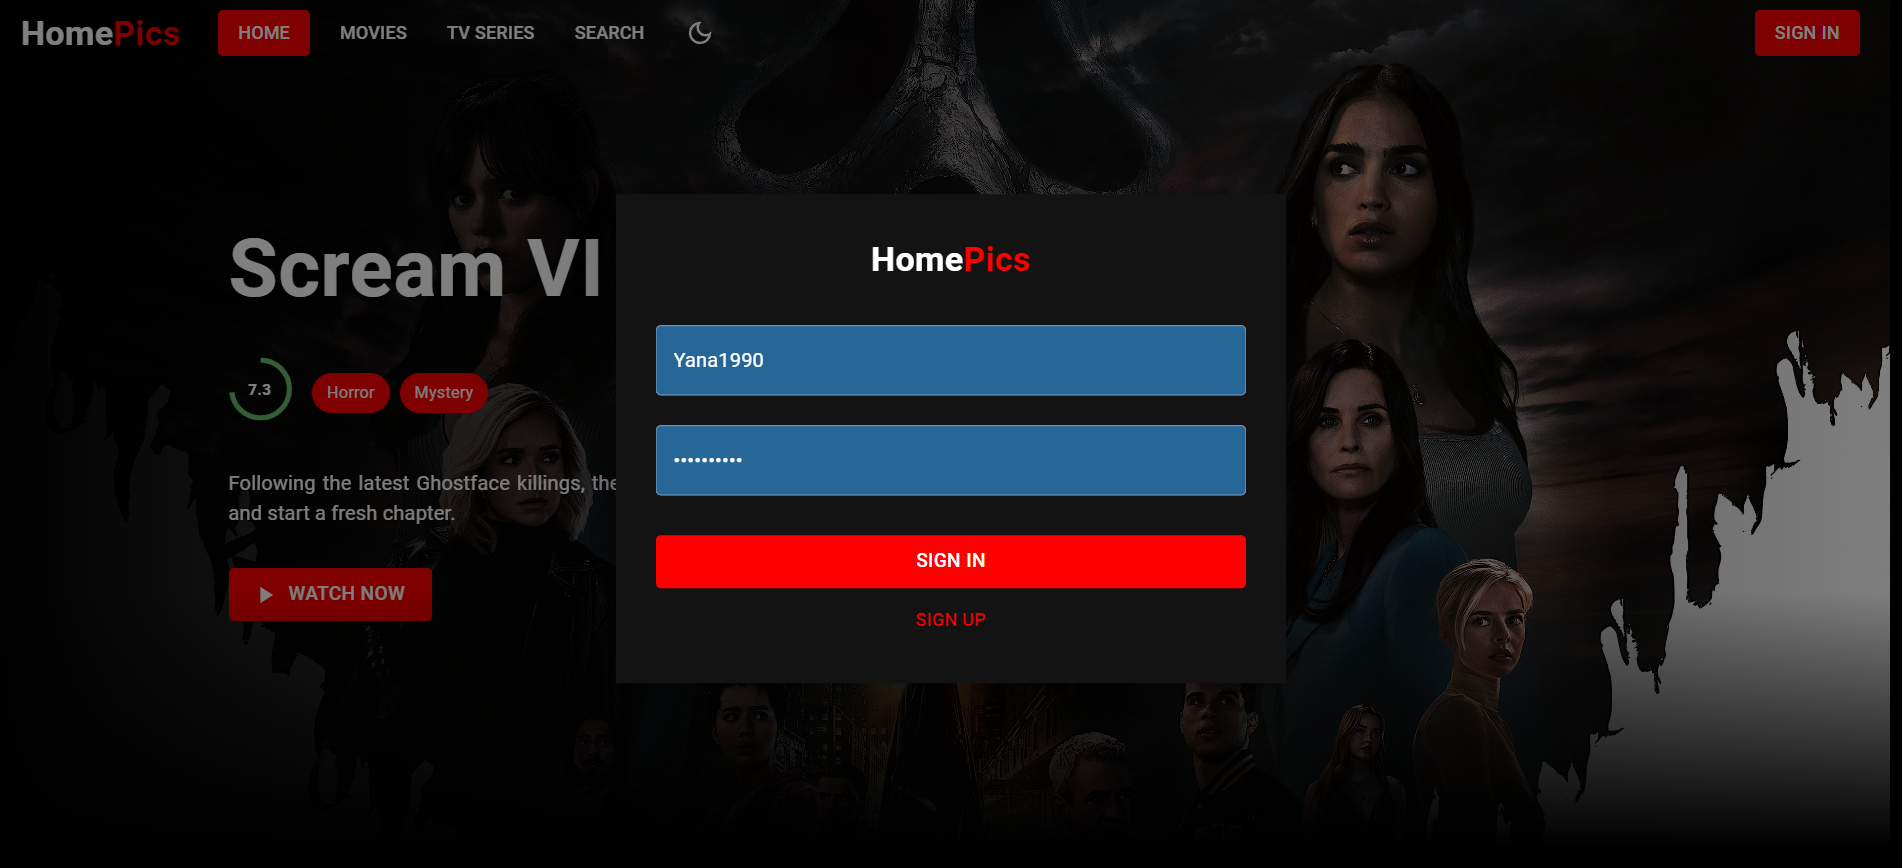 HomePics
HOME
MOVIES
TV SERIES
SEARCH
SIGN IN
Scream VI
7.3
Horror
Mystery
Following the latest Ghostface killings, the
and start a fresh chapter.
WATCH NOW
HomePics
Yana1990
••••••••••
SIGN IN
SIGN UP